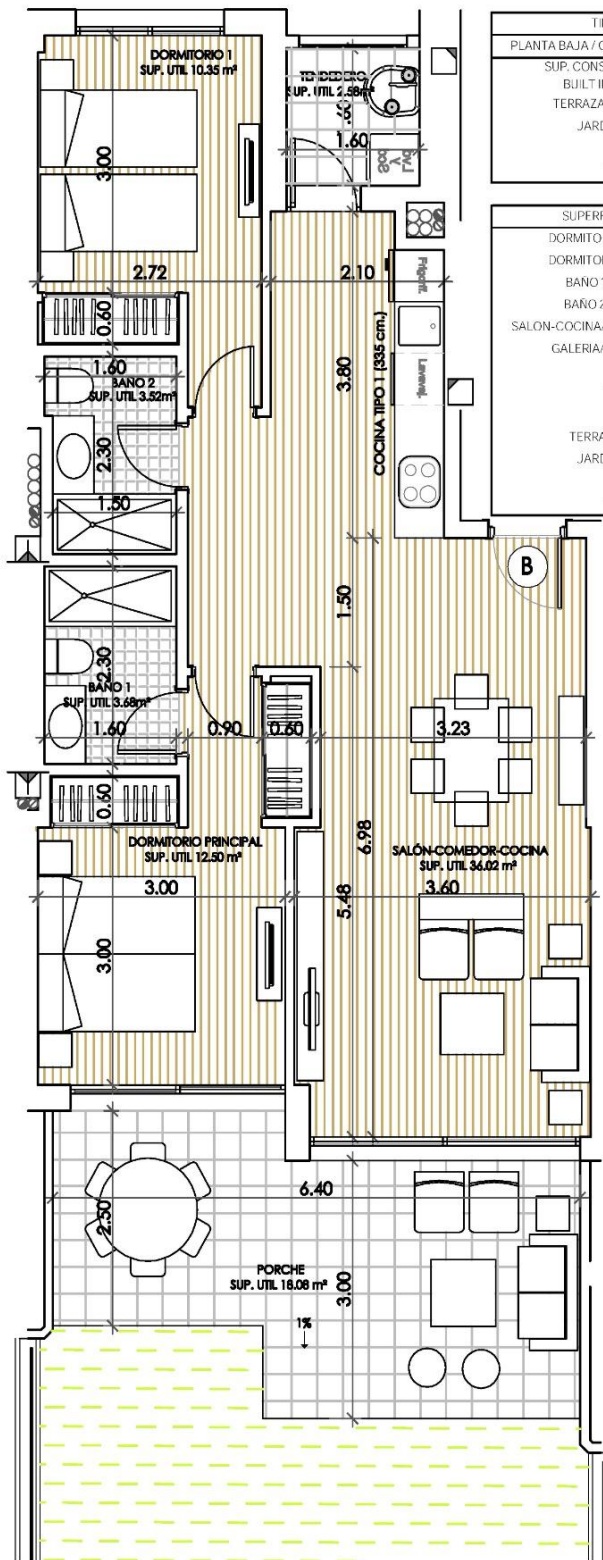 DORMITORIO 1
SUP. UTIL 10.35 m²
TENDEDERO
SUP. UTIL 2.58m²
1.60
Lvd
y
Sec
3.00
2.72
2.10
0.60
Frigorif.
Lavavaj.
COCINA TIPO 1 (335 cm.)
3.80
1.60
BAÑO 2
SUP. UTIL 3.52m²
2.30
1.50
B
1.50
2.30
BAÑO 1
SUP. UTIL 3.68m²
1.60
0.90
0.60
3.23
0.60
DORMITORIO PRINCIPAL
SUP. UTIL 12.50 m²
3.00
3.00
6.98
5.48
SALÓN-COMEDOR-COCINA
SUP. UTIL 36.02 m²
3.60
6.40
2.50
PORCHE
SUP. UTIL 18.08 m²
3.00
1%
PLANTA BAJA /
SUP. CONS
BUILT I
TERRAZA
JARD
SUPERF
DORMITO
DORMITO
BAÑO 1
BAÑO 2
SALON-COCINA/
GALERIA/
TERRA
JARD